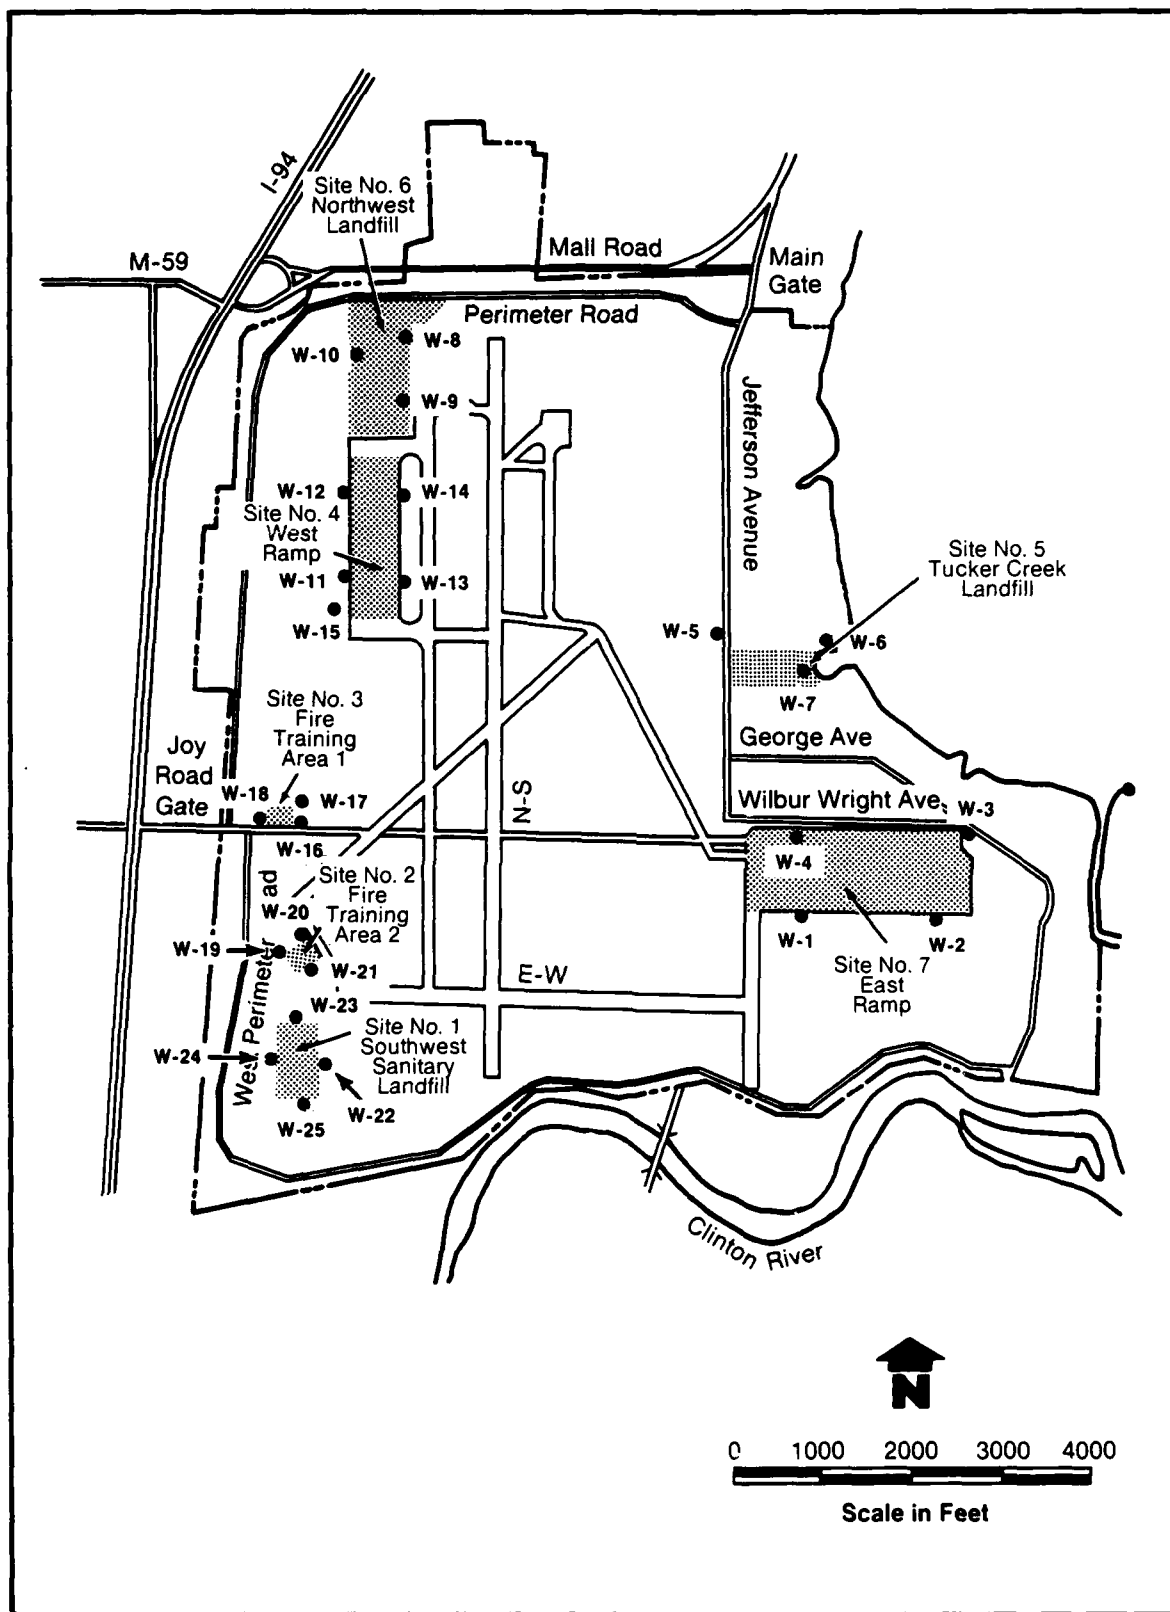 I-94
Site No. 6
Northwest
Landfill
M-59
Mall Road
Main
Gate
Perimeter Road
W-8
W-10
W-9
Jefferson Avenue
W-12
W-14
Site No. 4
West
Ramp
W-11
W-13
W-15
Site No. 5
Tucker Creek
Landfill
W-5
W-6
W-7
George Ave
Site No. 3
Fire
Training
Area 1
Joy
Road
Gate
W-18
W-17
N-S
Wilbur Wright Ave
W-3
W-16
W-4
Site No. 2
Fire
Training
Area 2
W-20
W-19
W-21
W-1
W-2
West Perimeter
ad
E-W
Site No. 7
East
Ramp
W-23
Site No. 1
Southwest
Sanitary
Landfill
W-24
W-22
W-25
Clinton River
N
0 1000 2000 3000 4000
Scale in Feet